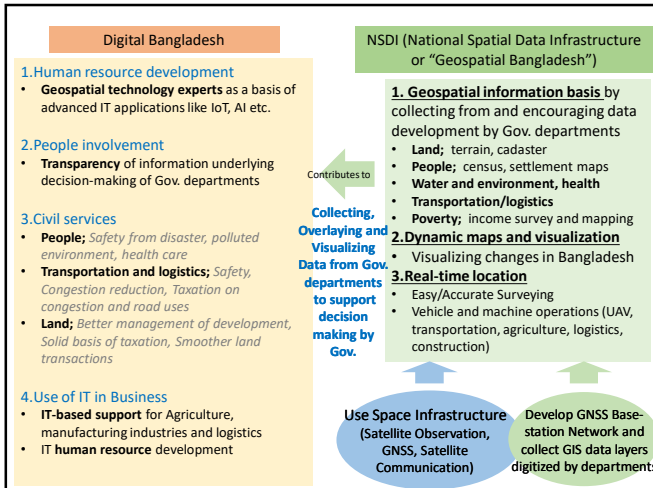 Digital Bangladesh
1.Human resource development
• Geospatial technology experts as a basis of
advanced IT applications like IoT, AI etc.
2.People involvement
• Transparency of information underlying
decision-making of Gov. departments
3.Civil services
• People; Safety from disaster, polluted
environment, health care
• Transportation and logistics; Safety,
Congestion reduction, Taxation on
congestion and road uses
• Land; Better management of development,
Solid basis of taxation, Smoother land
transactions
4.Use of IT in Business
• IT-based support for Agriculture,
manufacturing industries and logistics
• IT human resource development
Contributes to
Collecting,
Overlaying and
Visualizing
Data from Gov.
departments
to support
decision
making by
Gov.
NSDI (National Spatial Data Infrastructure
or “Geospatial Bangladesh”)
1. Geospatial information basis by
collecting from and encouraging data
development by Gov. departments
• Land; terrain, cadaster
• People; census, settlement maps
• Water and environment, health
• Transportation/logistics
• Poverty; income survey and mapping
2.Dynamic maps and visualization
• Visualizing changes in Bangladesh
3.Real-time location
• Easy/Accurate Surveying
• Vehicle and machine operations (UAV,
transportation, agriculture, logistics,
construction)
Use Space Infrastructure
(Satellite Observation,
GNSS, Satellite
Communication)
Develop GNSS Base-
station Network and
collect GIS data layers
digitized by departments